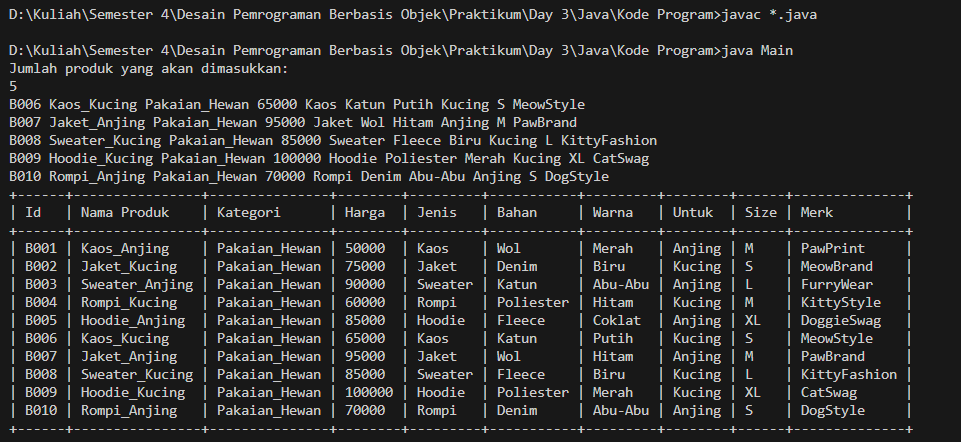 D:\Kuliah\Semester 4\Desain Pemrograman Berbasis Objek\Praktikum\Day 3\Java\Kode Program>javac *.java
D:\Kuliah\Semester 4\Desain Pemrograman Berbasis Objek\Praktikum\Day 3\Java\Kode Program>java Main
Jumlah produk yang akan dimasukkan:
5
B006 Kaos_Kucing Pakaian_Hewan 65000 Kaos Katun Putih Kucing S MeowStyle
B007 Jaket_Anjing Pakaian_Hewan 95000 Jaket Wol Hitam Anjing M PawBrand
B008 Sweater_Kucing Pakaian_Hewan 85000 Sweater Fleece Biru Kucing L KittyFashion
B009 Hoodie_Kucing Pakaian_Hewan 100000 Hoodie Poliester Merah Kucing XL CatSwag
B010 Rompi_Anjing Pakaian_Hewan 70000 Rompi Denim Abu-Abu Anjing S DogStyle
+------+----------------+---------------+--------+---------+-----------+---------+--------+------+--------------+
| Id   | Nama Produk    | Kategori      | Harga  | Jenis   | Bahan     | Warna   | Untuk  | Size | Merk         |
+------+----------------+---------------+--------+---------+-----------+---------+--------+------+--------------+
| B001 | Kaos_Anjing    | Pakaian_Hewan | 50000  | Kaos    | Wol       | Merah   | Anjing | M    | PawPrint     |
| B002 | Jaket_Kucing   | Pakaian_Hewan | 75000  | Jaket   | Denim     | Biru    | Kucing | S    | MeowBrand    |
| B003 | Sweater_Anjing | Pakaian_Hewan | 90000  | Sweater | Katun     | Abu-Abu | Anjing | L    | FurryWear    |
| B004 | Rompi_Kucing   | Pakaian_Hewan | 60000  | Rompi   | Poliester | Hitam   | Kucing | M    | KittyStyle   |
| B005 | Hoodie_Anjing  | Pakaian_Hewan | 85000  | Hoodie  | Fleece    | Coklat  | Anjing | XL   | DoggieSwag   |
| B006 | Kaos_Kucing    | Pakaian_Hewan | 65000  | Kaos    | Katun     | Putih   | Kucing | S    | MeowStyle    |
| B007 | Jaket_Anjing   | Pakaian_Hewan | 95000  | Jaket   | Wol       | Hitam   | Anjing | M    | PawBrand     |
| B008 | Sweater_Kucing | Pakaian_Hewan | 85000  | Sweater | Fleece    | Biru    | Kucing | L    | KittyFashion |
| B009 | Hoodie_Kucing  | Pakaian_Hewan | 100000 | Hoodie  | Poliester | Merah   | Kucing | XL   | CatSwag      |
| B010 | Rompi_Anjing   | Pakaian_Hewan | 70000  | Rompi   | Denim     | Abu-Abu | Anjing | S    | DogStyle     |
+------+----------------+---------------+--------+---------+-----------+---------+--------+------+--------------+